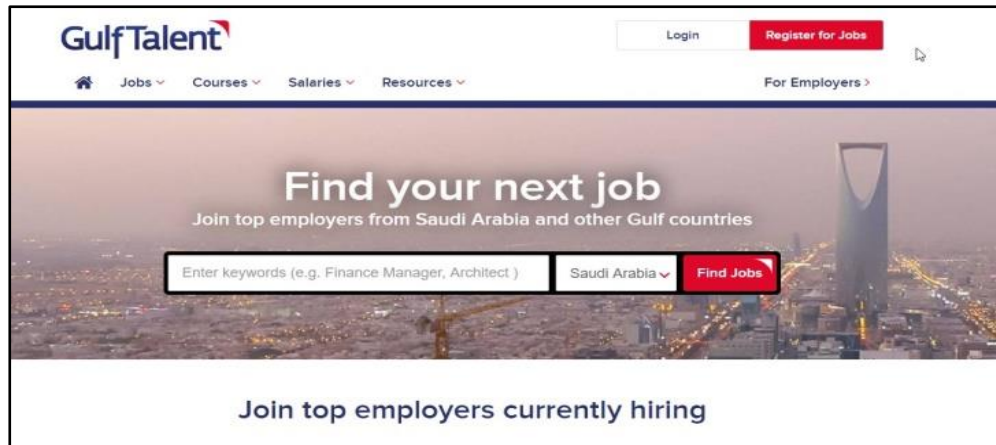 GulfTalent
Login
Register for Jobs
Jobs
Courses
Salaries
Resources
For Employers >
Find your next job
Join top employers from Saudi Arabia and other Gulf countries
Enter keywords (e.g. Finance Manager, Architect )
Saudi Arabia
Find Jobs
Join top employers currently hiring